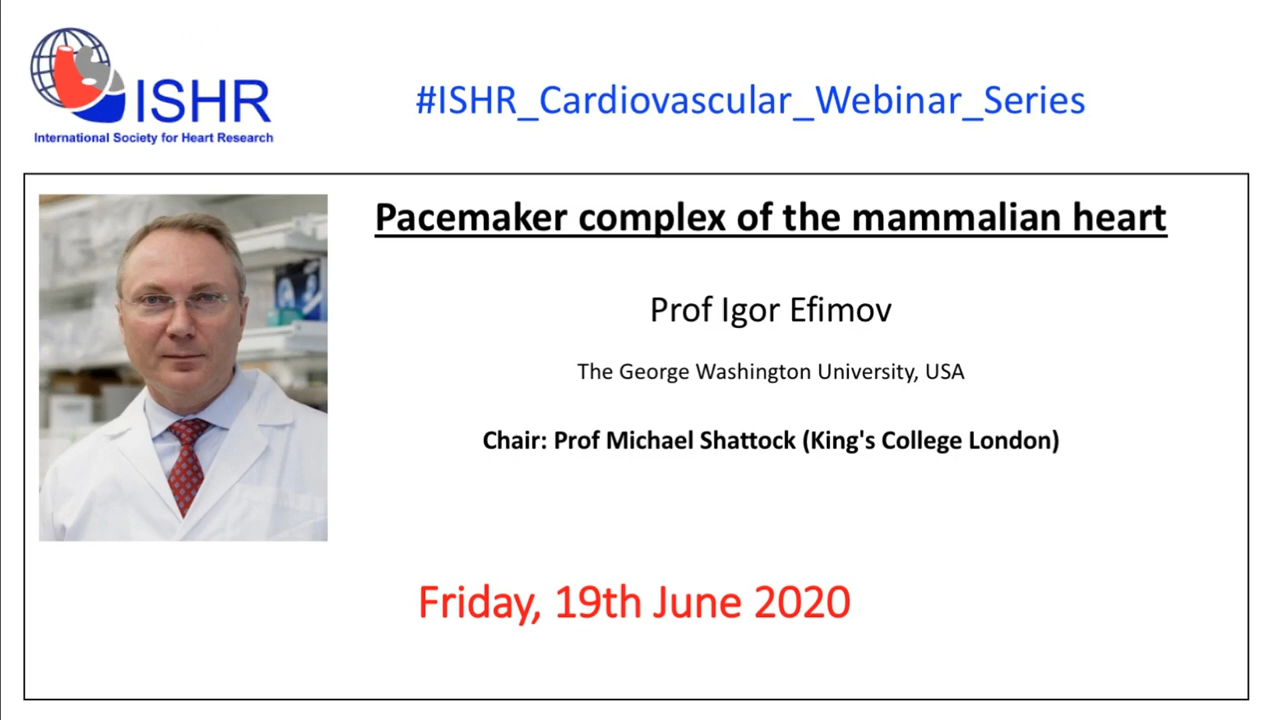 ISHR
International Society for Heart Research
#ISHR_Cardiovascular_Webinar_Series
Pacemaker complex of the mammalian heart
Prof Igor Efimov
The George Washington University, USA
Chair: Prof Michael Shattock (King's College London)
Friday, 19th June 2020